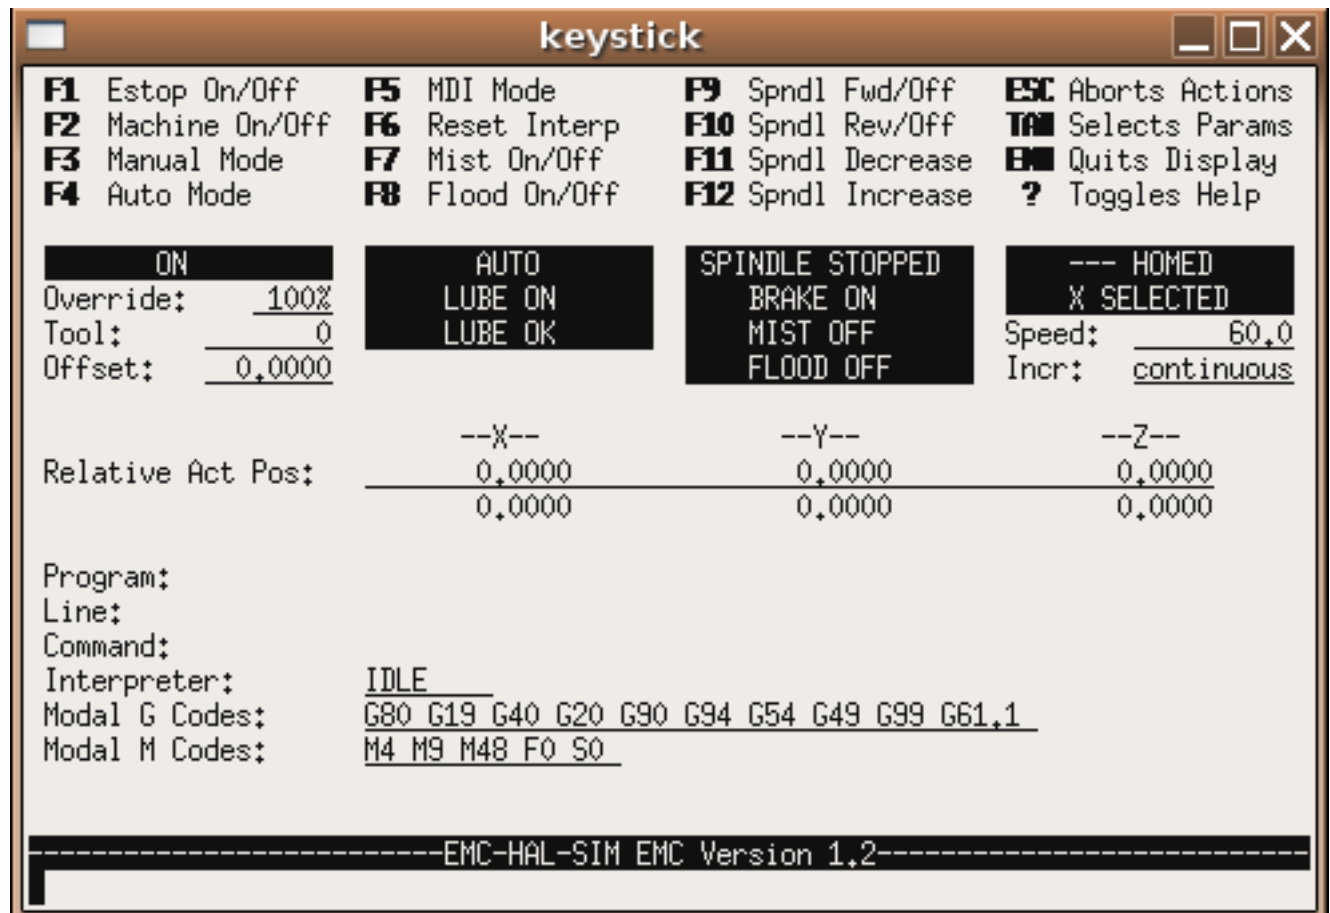 keystick
F1 Estop On/Off F5 MDI Mode F9 Spndl Fwd/Off ESC Aborts Actions
F2 Machine On/Off F6 Reset Interp F10 Spndl Rev/Off TAB Selects Params
F3 Manual Mode F7 Mist On/Off F11 Spndl Decrease Quits Display
F4 Auto Mode F8 Flood On/Off F12 Spndl Increase ? Toggles Help
ON AUTO SPINDLE STOPPED --- HOMED
Override: 100% LUBE ON BRAKE ON X SELECTED
Tool: 0 LUBE OK MIST OFF Speed: 60.0
Offset: 0.0000 FLOOD OFF Incr: continuous
--X-- --Y-- --Z--
Relative Act Pos: 0.0000 0.0000 0.0000
0.0000 0.0000 0.0000
Program:
Line:
Command:
Interpreter: IDLE
Modal G Codes: G80 G19 G40 G20 G90 G94 G54 G49 G99 G61.1
Modal M Codes: M4 M9 M48 F0 S0
--------------------------EMC-HAL-SIM EMC Version 1.2---------------------------